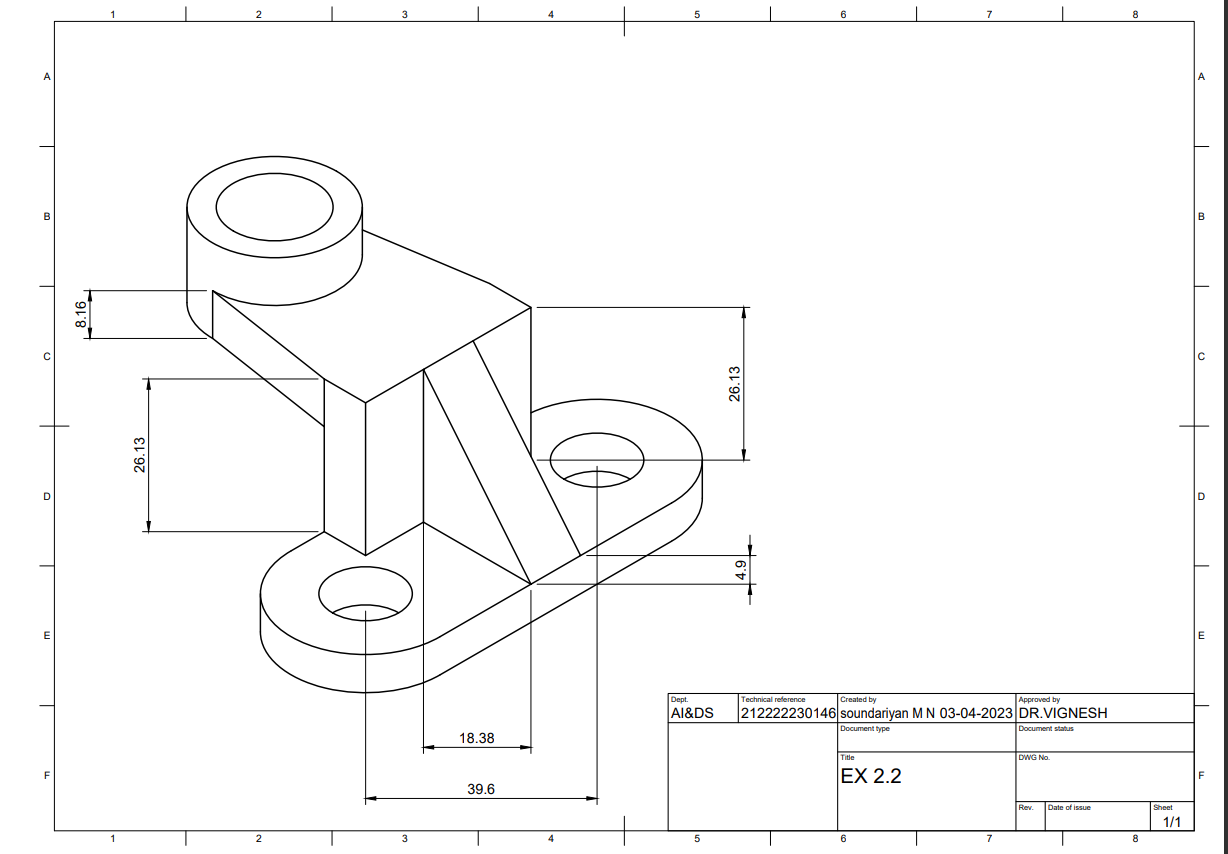 1 2 3 4 5 6 7 8
A A
B B
8.16
C C
26.13
26.13
D D
4.9
E E
18.38
39.6
Dept. Technical reference Created by Approved by
AI&DS 212222230146 soundariyan M N 03-04-2023 DR.VIGNESH
Document type Document status
Title DWG No.
EX 2.2
F F
Rev. Date of issue Sheet
1/1
1 2 3 4 5 6 7 8